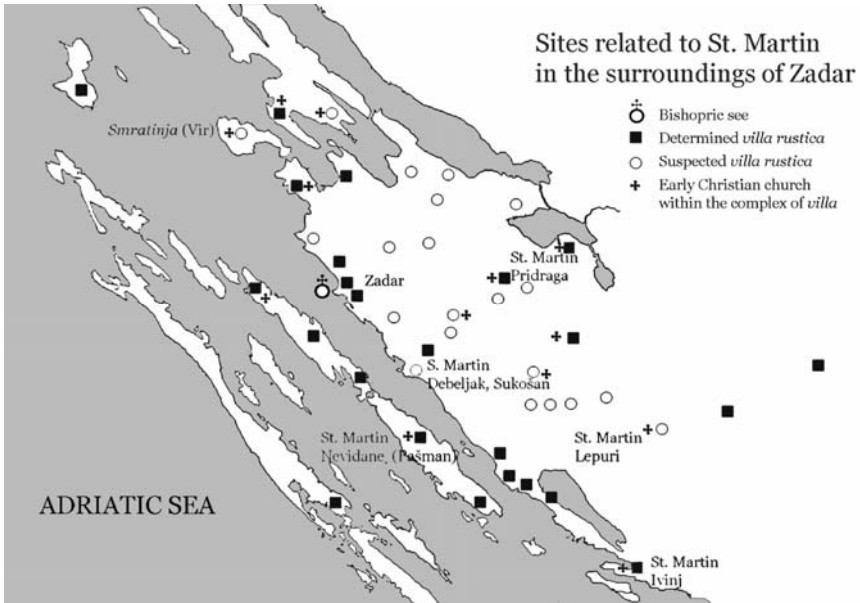 Sites related to St. Martin
in the surroundings of Zadar
Bishopric see
Determined villa rustica
Suspected villa rustica
Early Christian church
within the complex of villa
Smratinja (Vir)
St. Martin
Pridraga
Zadar
S. Martin
Debeljak, Sukošan
St. Martin
Nevidane, (Pašman)
St. Martin
Lepuri
ADRIATIC SEA
St. Martin
Ivinj